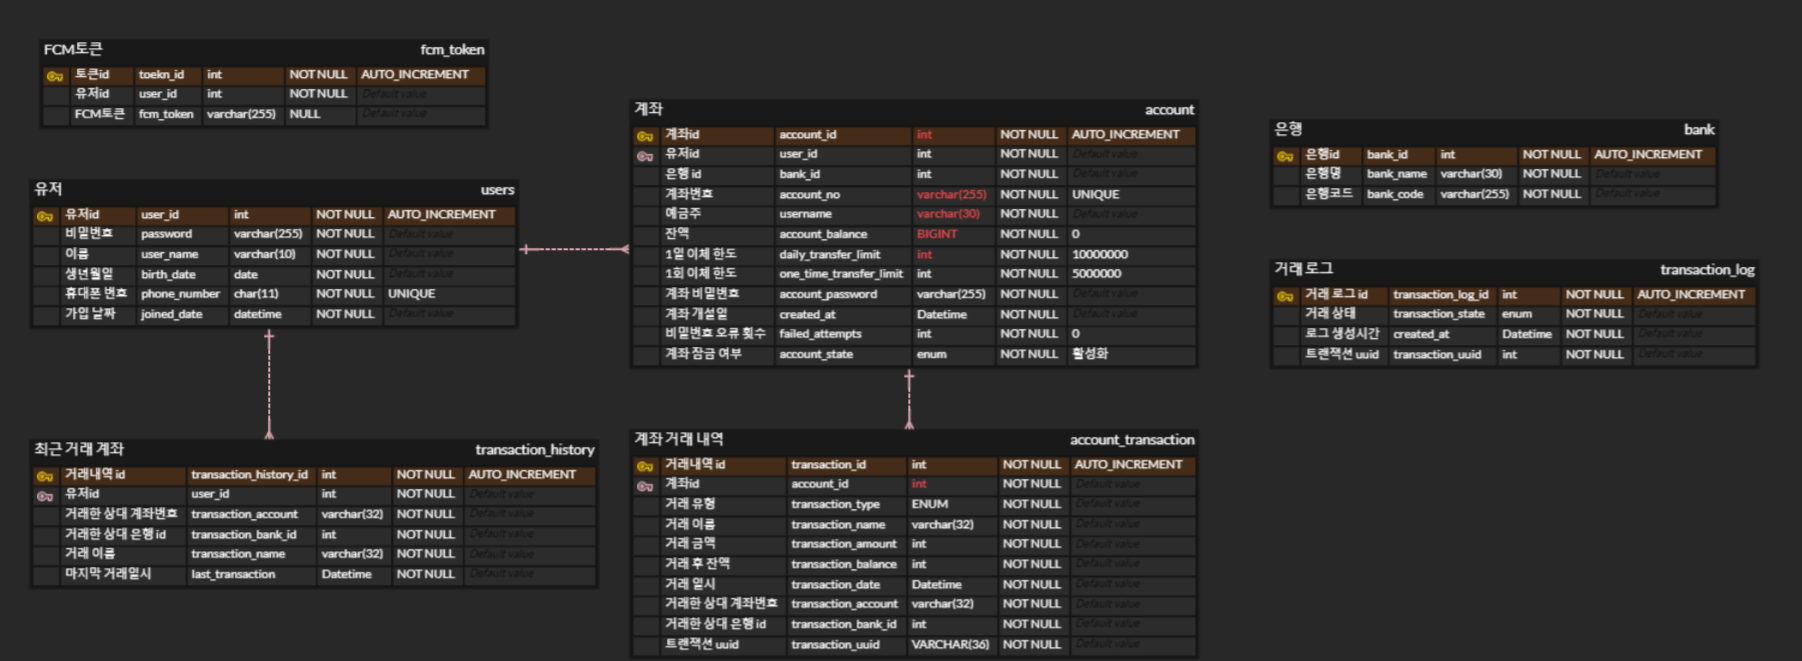 FCM토큰 fcm_token
토큰id toekn_id int NOT NULL AUTO_INCREMENT
유저id user_id int NOT NULL Default value
FCM토큰 fcm_token varchar(255) NULL Default value
유저 users
유저id user_id int NOT NULL AUTO_INCREMENT
비밀번호 password varchar(255) NOT NULL Default value
이름 user_name varchar(10) NOT NULL Default value
생년월일 birth_date date NOT NULL Default value
휴대폰 번호 phone_number char(11) NOT NULL UNIQUE
가입 날짜 joined_date datetime NOT NULL Default value
최근 거래 계좌 transaction_history
거래내역 id transaction_history_id int NOT NULL AUTO_INCREMENT
유저id user_id int NOT NULL Default value
거래한 상대 계좌번호 transaction_account varchar(32) NOT NULL Default value
거래한 상대 은행 id transaction_bank_id int NOT NULL Default value
거래 이름 transaction_name varchar(32) NOT NULL Default value
마지막 거래일시 last_transaction Datetime NOT NULL Default value
계좌 account
계좌id account_id int NOT NULL AUTO_INCREMENT
유저id user_id int NOT NULL Default value
은행 id bank_id int NOT NULL Default value
계좌번호 account_no varchar(255) NOT NULL UNIQUE
예금주 username varchar(30) NOT NULL Default value
잔액 account_balance BIGINT NOT NULL 0
1일 이체 한도 daily_transfer_limit int NOT NULL 10000000
1회 이체 한도 one_time_transfer_limit int NOT NULL 5000000
계좌 비밀번호 account_password varchar(255) NOT NULL Default value
계좌 개설일 created_at Datetime NOT NULL Default value
비밀번호 오류 횟수 failed_attempts int NOT NULL 0
계좌 잠금 여부 account_state enum NOT NULL 활성화
계좌 거래 내역 account_transaction
거래내역 id transaction_id int NOT NULL AUTO_INCREMENT
계좌id account_id int NOT NULL Default value
거래 유형 transaction_type ENUM NOT NULL Default value
거래 이름 transaction_name varchar(32) NOT NULL Default value
거래 금액 transaction_amount int NOT NULL Default value
거래 후 잔액 transaction_balance int NOT NULL Default value
거래 일시 transaction_date Datetime NOT NULL Default value
거래한 상대 계좌번호 transaction_account varchar(32) NOT NULL Default value
거래한 상대 은행 id transaction_bank_id int NOT NULL Default value
트랜잭션 uuid transaction_uuid VARCHAR(36) NOT NULL Default value
은행 bank
은행id bank_id int NOT NULL AUTO_INCREMENT
은행명 bank_name varchar(30) NOT NULL Default value
은행코드 bank_code varchar(255) NOT NULL Default value
거래 로그 transaction_log
거래 로그 id transaction_log_id int NOT NULL AUTO_INCREMENT
거래 상태 transaction_state enum NOT NULL Default value
로그 생성시간 created_at Datetime NOT NULL Default value
트랜잭션 uuid transaction_uuid int NOT NULL Default value